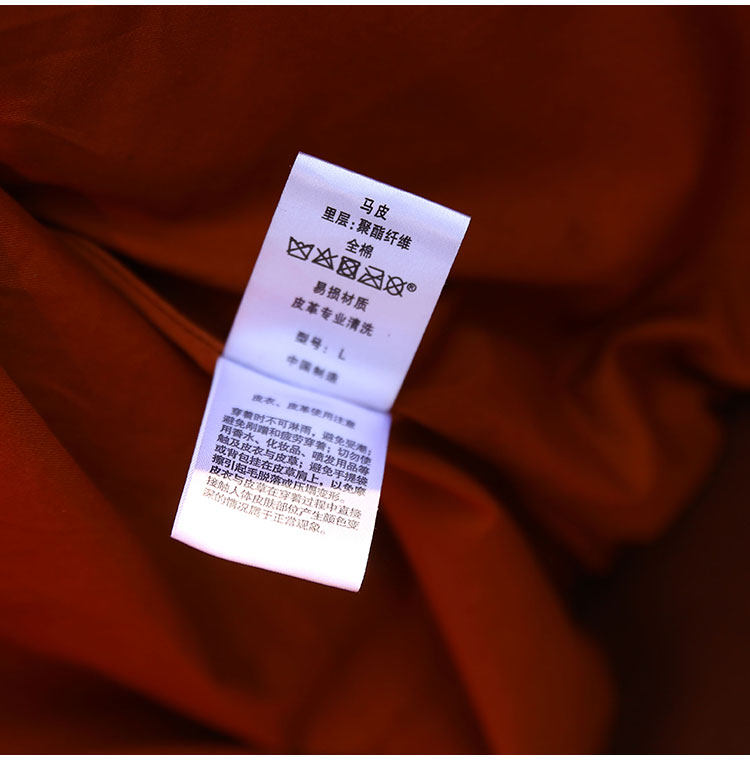 马皮
里层:聚酯纤维
全棉
®
易损材质
皮革专业清洗
型号: L
中国制造
皮衣、皮革使用注意
穿着时不可淋雨，避免受潮；
避免剐蹭和疲劳穿着；切勿使
用香水、化妆品、喷发用品等
触及皮衣与皮草；避免手提袋
或背包挂在皮草肩上，以免摩
擦引起毛脱落或压塌变形。
皮衣与皮草在穿着过程中直接
接触人体皮肤部位产生颜色变
深的情况属于正常现象。